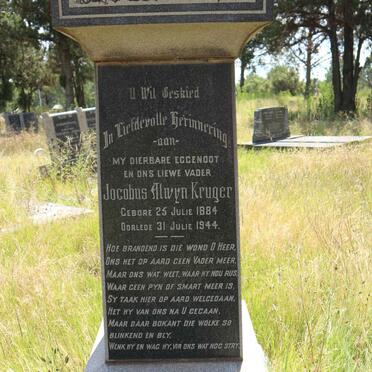 U Wil Geskied
In Liefdevolle Herinnering
-aan-
MY DIERBARE EGGENOOT
EN ONS LIEWE VADER
Jacobus Alwyn Kruger
GEBORE 25 JULIE 1884
OORLEDE 31 JULIE 1944.
HOE BRANDEND IS DIE WOND O HEER,
ONS HET OP AARD GEEN VADER MEER,
MAAR ONS WAT WEET, WAAR HY NOU RUS,
WAAR GEEN PYN OF SMART MEER IS,
SY TAAK HIER OP AARD WELGEDAAN,
HET HY VAN ONS NA U GEGAAN,
MAAR DAAR BOKANT DIE WOLKE SO
BLINKEND EN BLY,
WENK HY EN WAG HY, VIR ONS WAT NOG STRY.